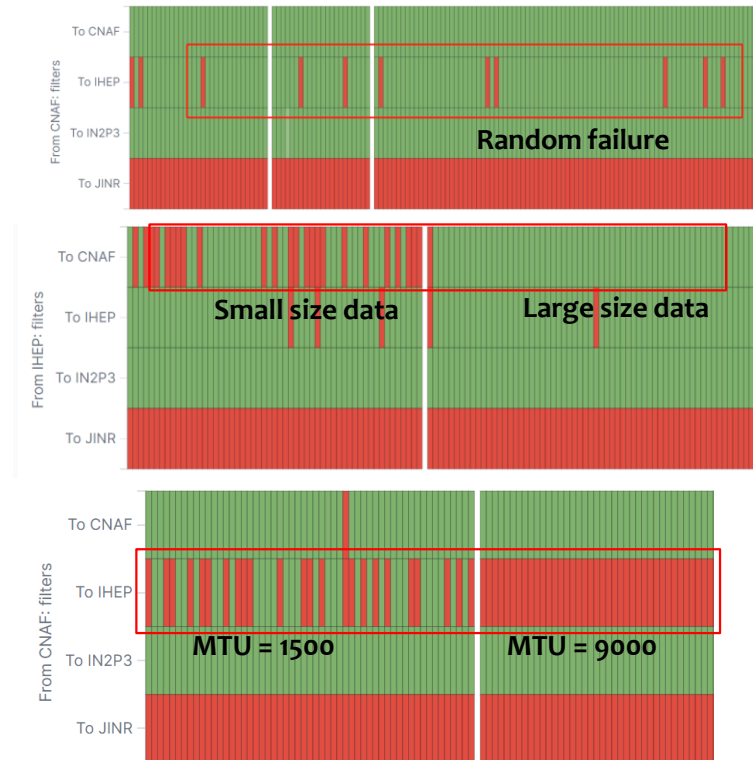 From CNAF: filters
To CNAF
To IHEP
To IN2P3
To JINR
Random failure
From IHEP: filters
To CNAF
To IHEP
To IN2P3
To JINR
Small size data
Large size data
From CNAF: filters
To CNAF
To IHEP
To IN2P3
To JINR
MTU = 1500
MTU = 9000